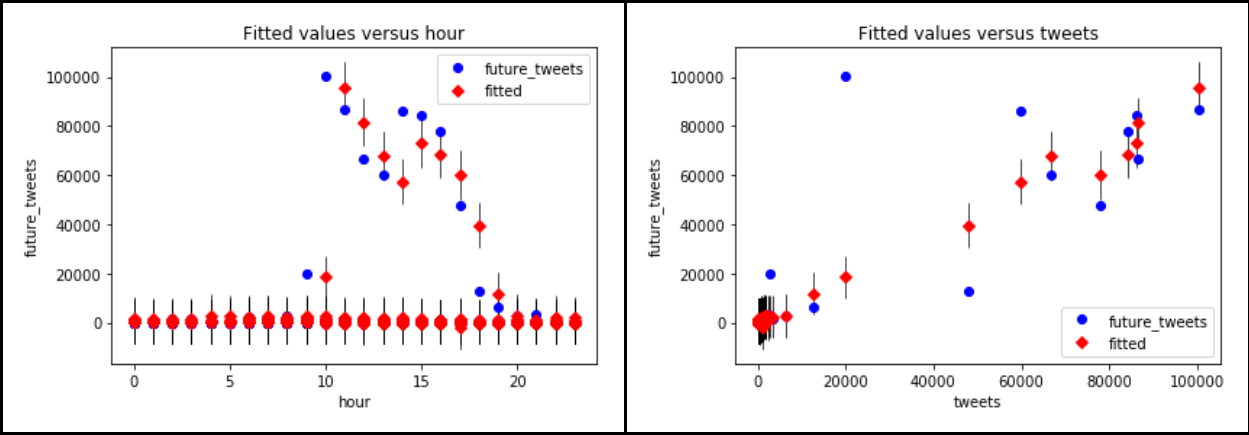 Fitted values versus hour
future_tweets
100000
80000
60000
40000
20000
0
future_tweets
fitted
0 5 10 15 20
hour
Fitted values versus tweets
future_tweets
100000
80000
60000
40000
20000
0
future_tweets
fitted
0 20000 40000 60000 80000 100000
tweets